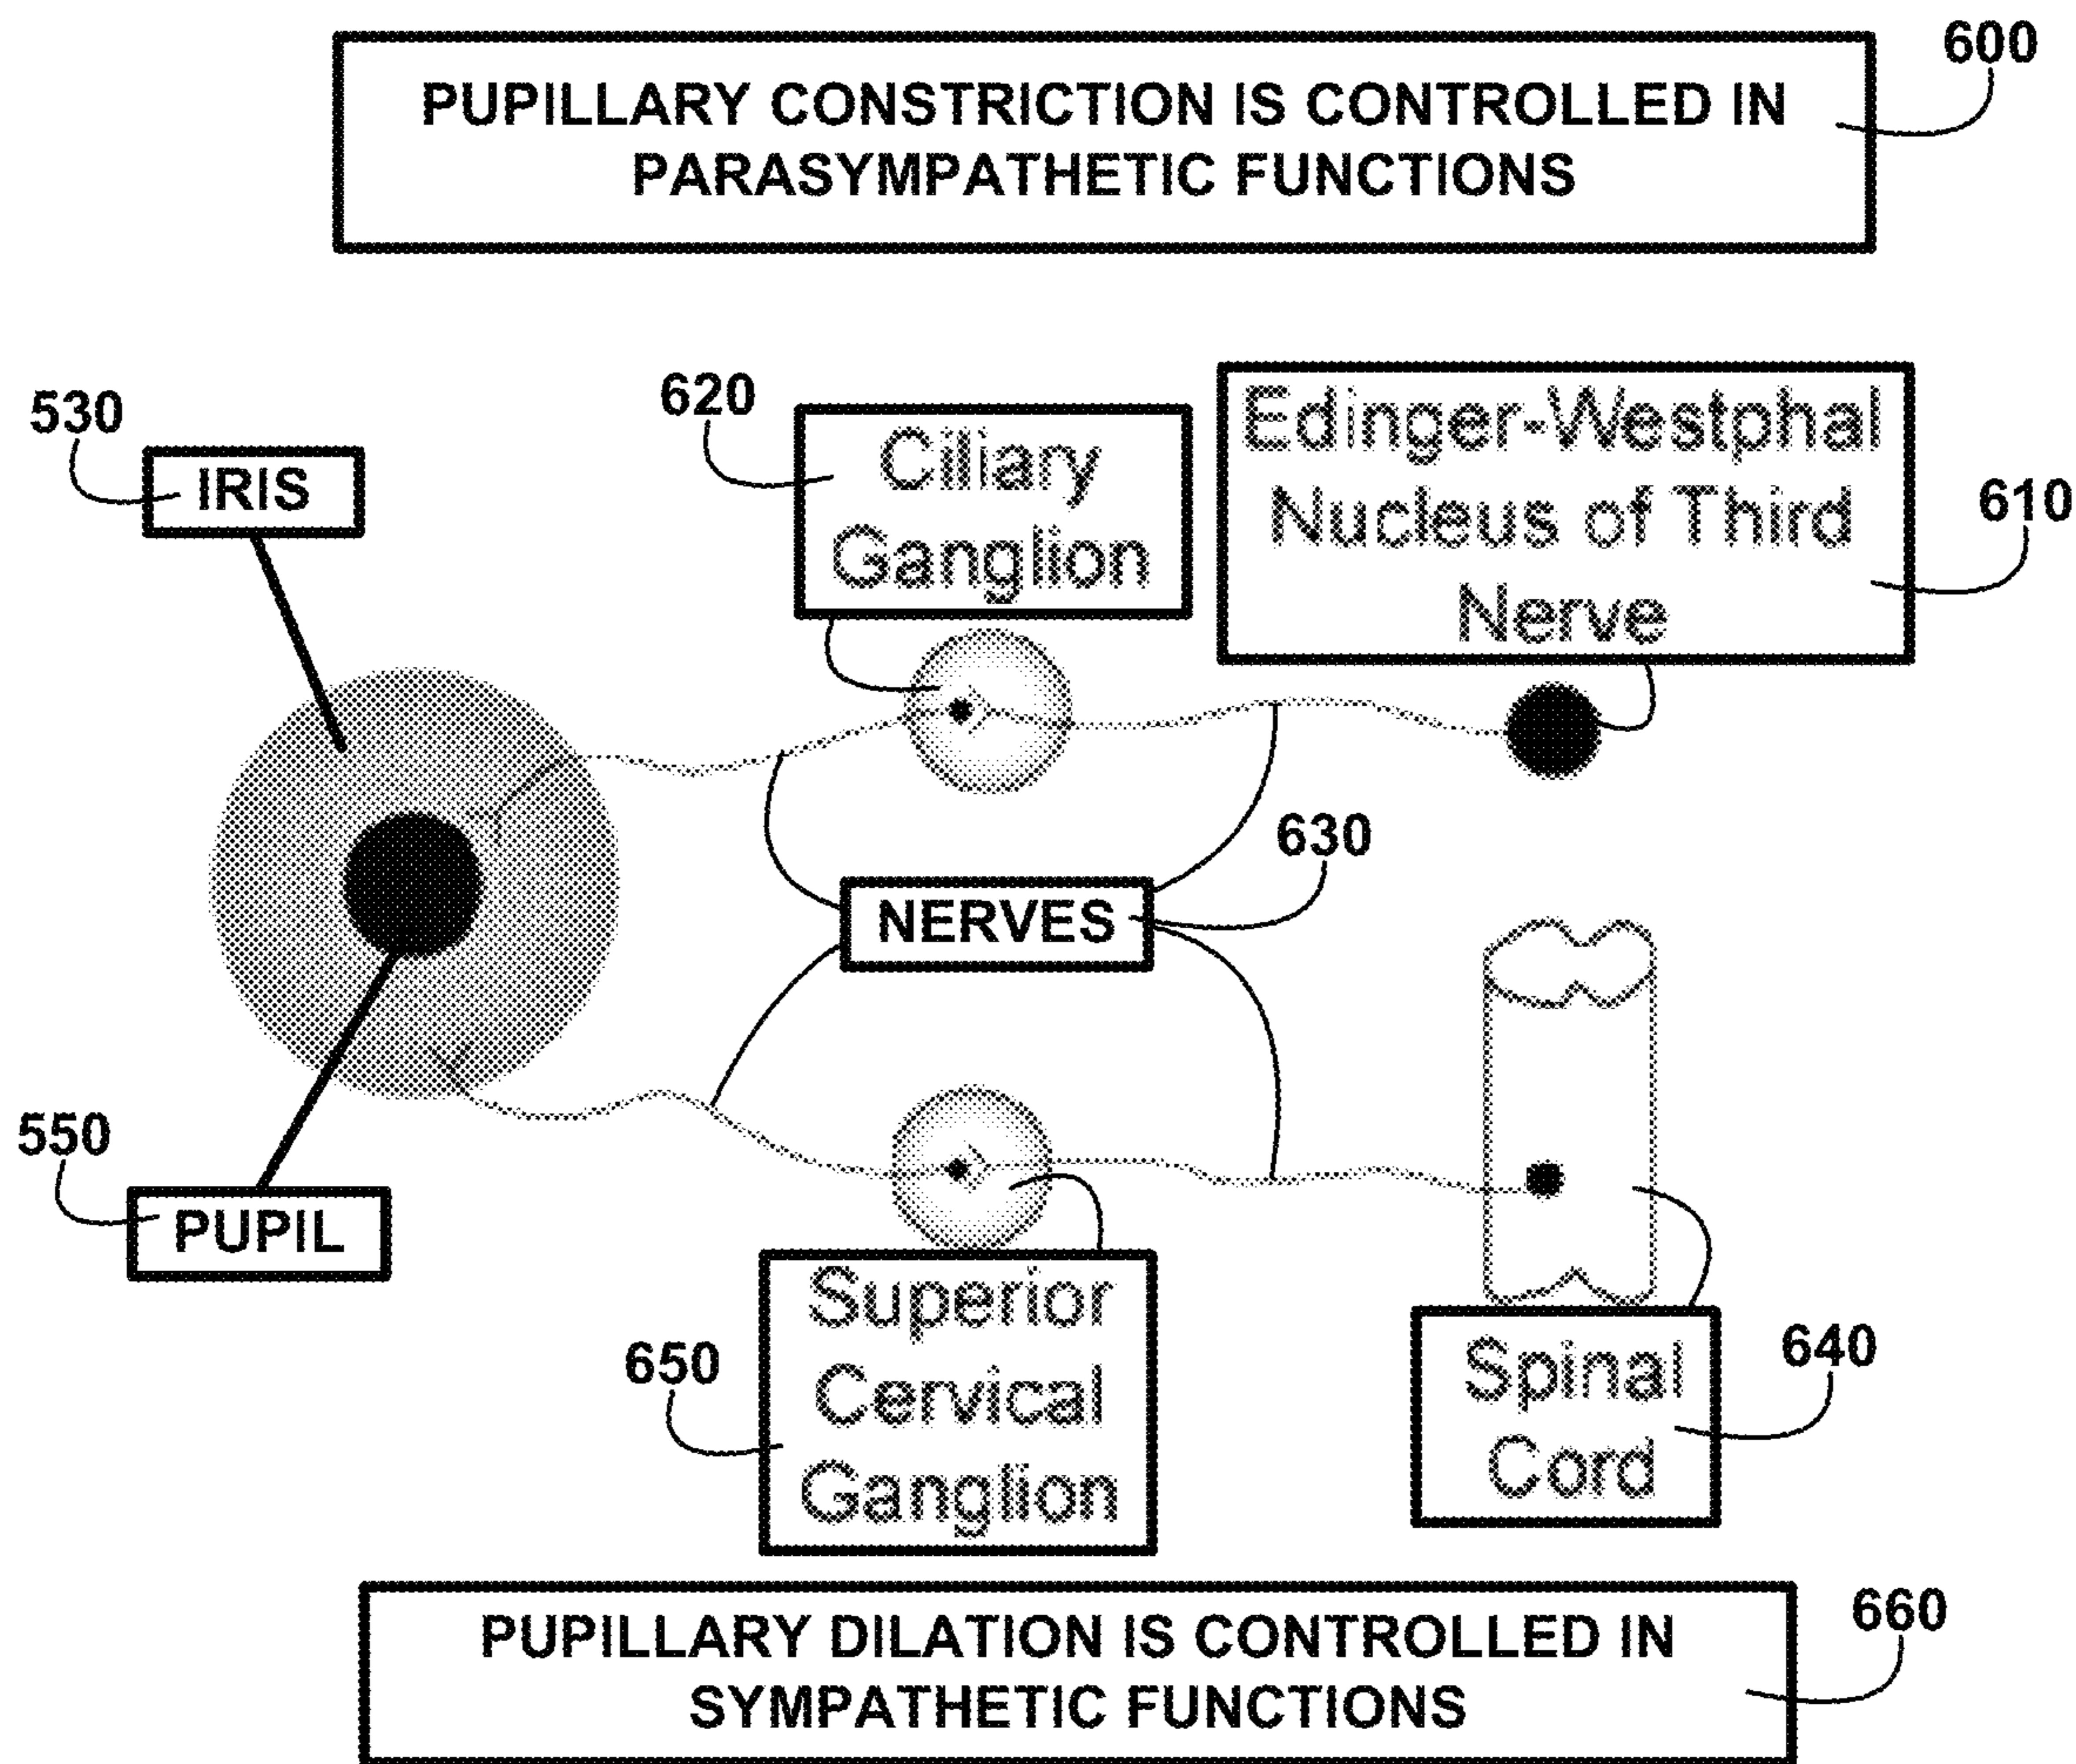 600
PUPILLARY CONSTRICTION IS CONTROLLED IN
PARASYMPATHETIC FUNCTIONS
530
IRIS
620
Ciliary
Ganglion
Edinger-Westphal
Nucleus of Third
Nerve
610
630
NERVES
550
PUPIL
650
Superior
Cervical
Ganglion
640
Spinal
Cord
660
PUPILLARY DILATION IS CONTROLLED IN
SYMPATHETIC FUNCTIONS